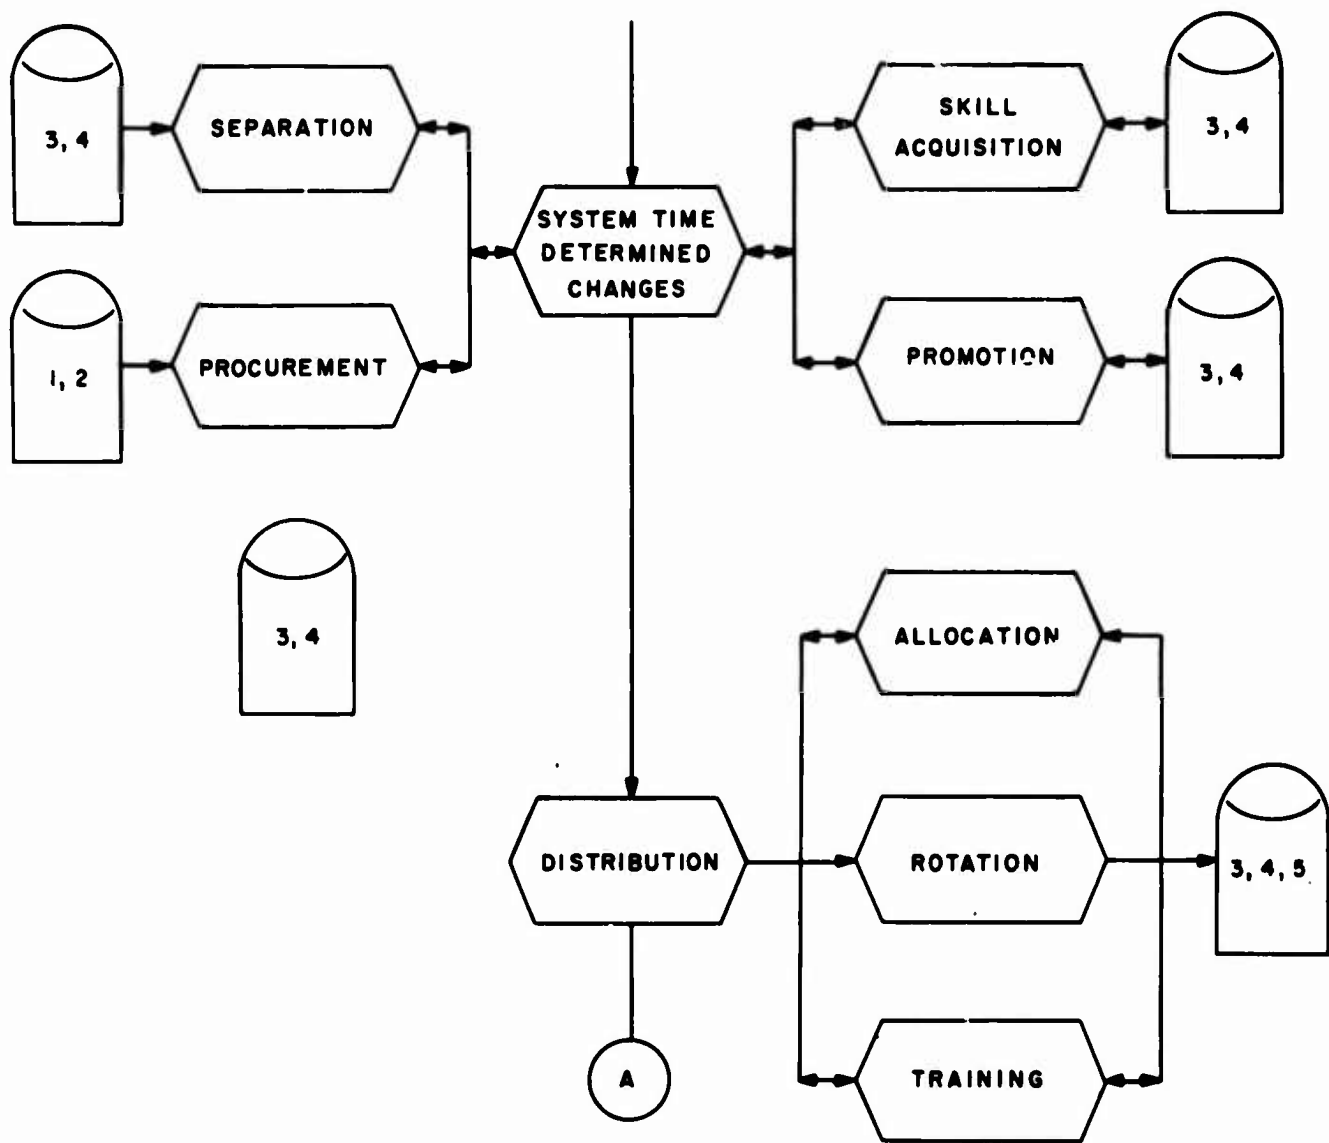 3, 4
SEPARATION
SKILL
ACQUISITION
3, 4
SYSTEM TIME
DETERMINED
CHANGES
1, 2
PROCUREMENT
PROMOTION
3, 4
3, 4
ALLOCATION
DISTRIBUTION
ROTATION
3, 4, 5
A
TRAINING